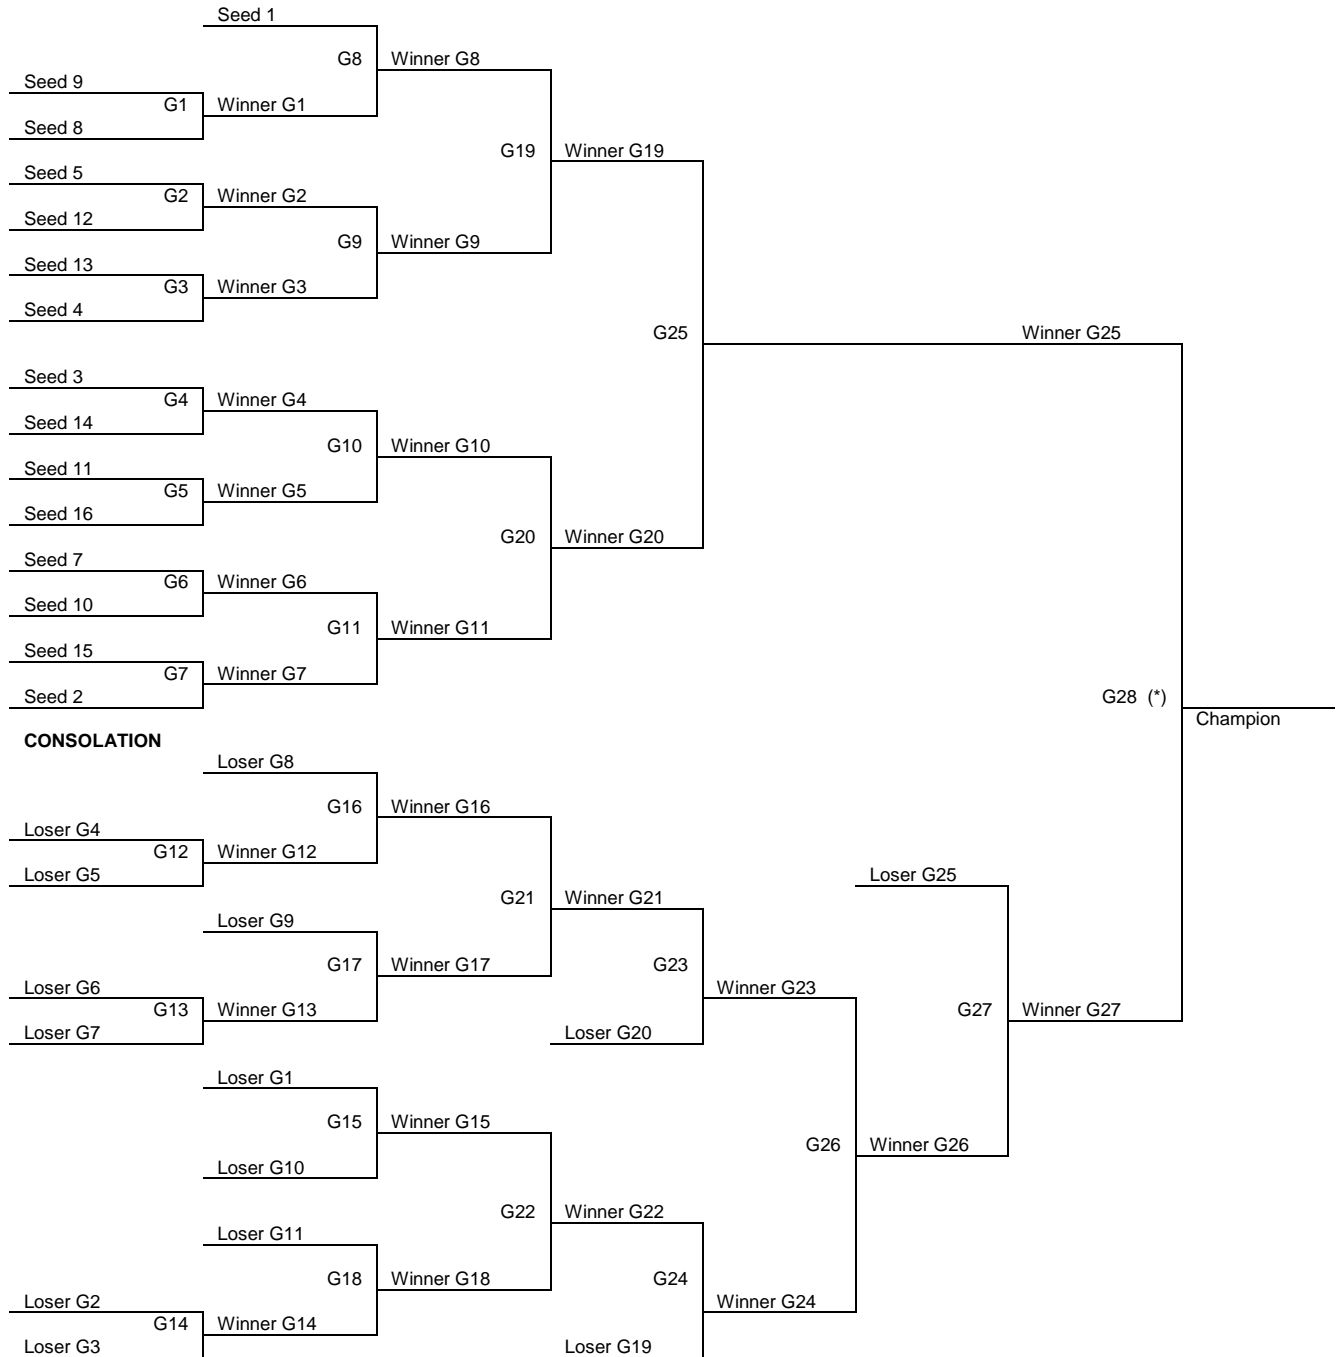 Seed 1
G8 Winner G8
Seed 9
G1 Winner G1
Seed 8
G19 Winner G19
Seed 5
G2 Winner G2
Seed 12
G9 Winner G9
Seed 13
G3 Winner G3
Seed 4
G25 Winner G25
Seed 3
G4 Winner G4
Seed 14
G10 Winner G10
Seed 11
G5 Winner G5
Seed 16
G20 Winner G20
Seed 7
G6 Winner G6
Seed 10
G11 Winner G11
Seed 15
G7 Winner G7
Seed 2
G28 (*)
Champion
CONSOLATION
Loser G8
G16 Winner G16
Loser G4
G12 Winner G12
Loser G5
Loser G25
G21 Winner G21
Loser G9
G17 Winner G17
G23
Loser G6
Winner G23
G13 Winner G13
G27 Winner G27
Loser G7
Loser G20
Loser G1
G15 Winner G15
G26 Winner G26
Loser G10
G22 Winner G22
Loser G11
G18 Winner G18
G24
Loser G2
Winner G24
G14 Winner G14
Loser G3
Loser G19